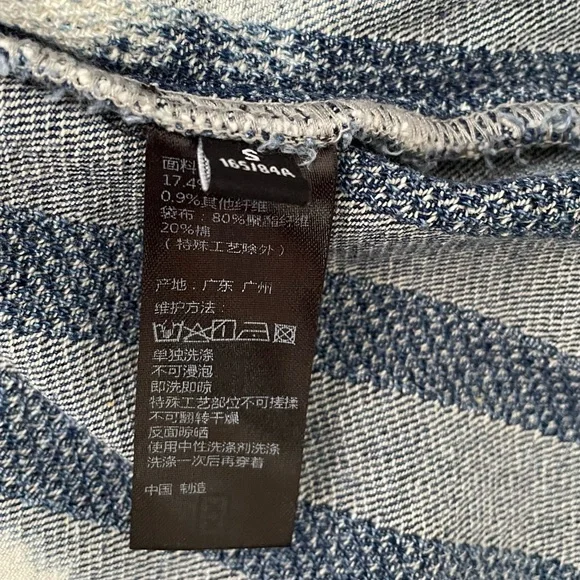 S
165/84A
面料
17.4
0.9%其他纤维
袋布：80%聚酯纤维
20%棉
（特殊工艺除外）
产地：广东 广州
维护方法：
单独洗涤
不可浸泡
即洗即晾
特殊工艺部位不可搓揉
不可翻转干燥
反面晾晒
使用中性洗涤剂洗涤
洗涤一次后再穿着
中国 制造